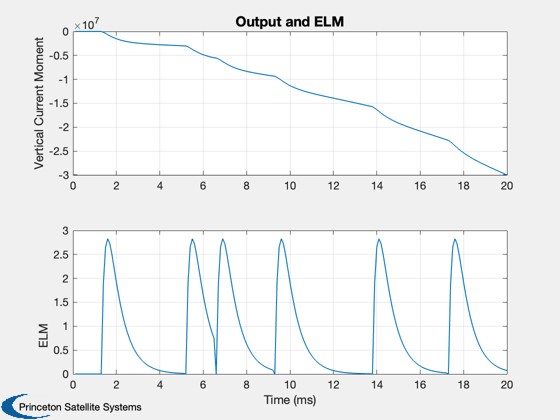 ×10^7
Output and ELM
Vertical Current Moment
0
-0.5
-1
-1.5
-2
-2.5
-3
0 2 4 6 8 10 12 14 16 18 20
ELM
3
2.5
2
1.5
1
0.5
0
0 2 4 6 8 10 12 14 16 18 20
Time (ms)
Princeton Satellite Systems